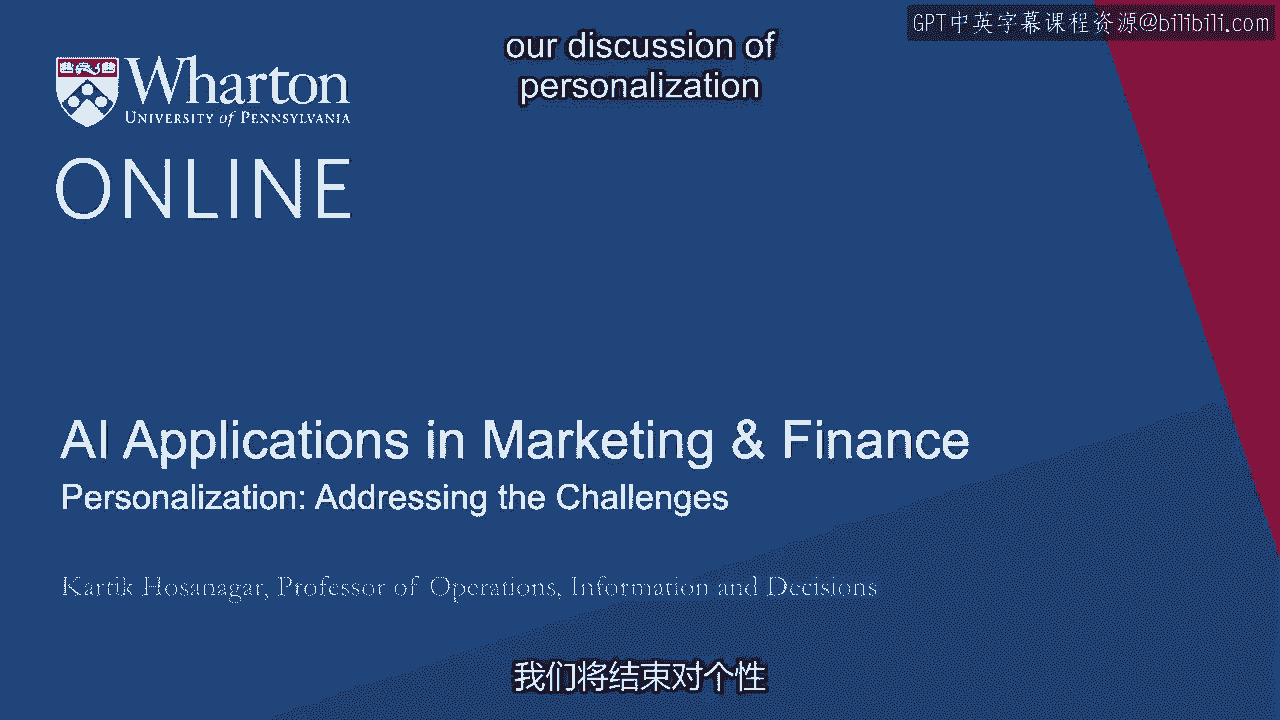 GPT中英字幕课程资源@bilibili.com
our discussion of
personalization
Wharton
UNIVERSITY of PENNSYLVANIA
ONLINE
AI Applications in Marketing & Finance
Personalization: Addressing the Challenges
Kartik Hosanagar, Professor of Operations, Information and Decisions
我们将结束对个性